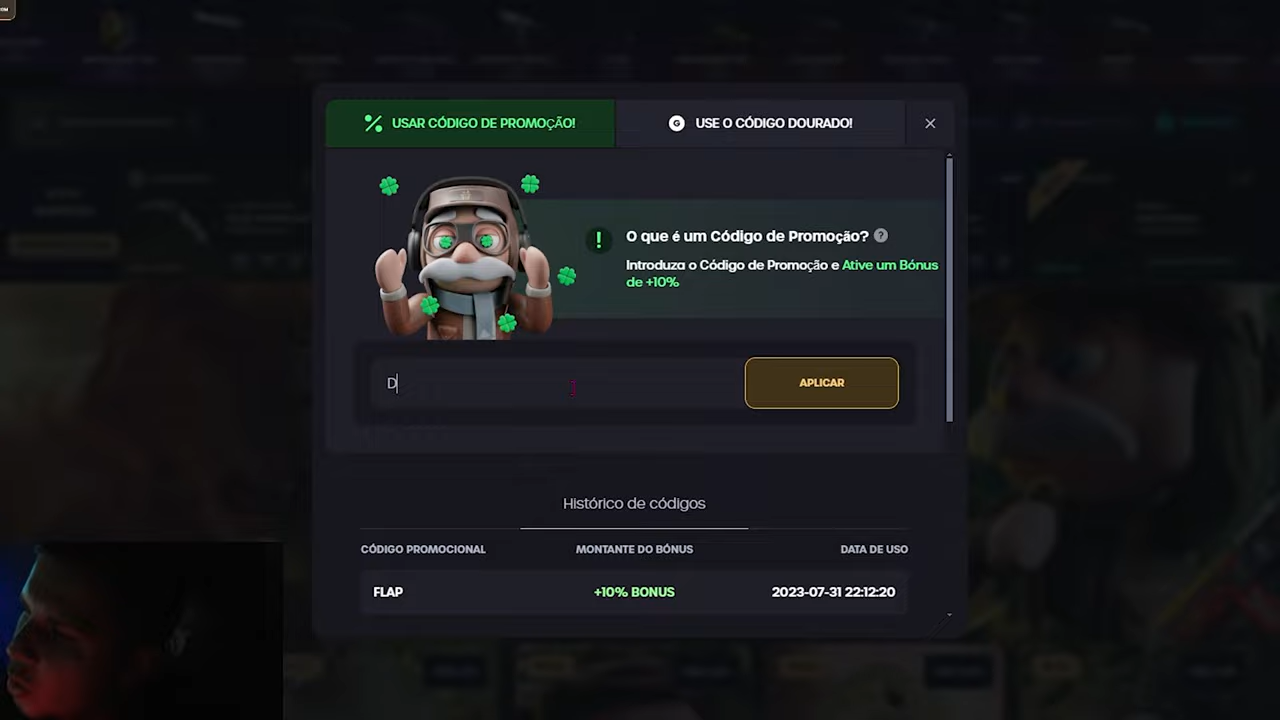 USAR CÓDIGO DE PROMOÇÃO!
G USE O CÓDIGO DOURADO!
! O que é um Código de Promoção? ?
Introduza o Código de Promoção e Ative um Bónus
de +10%
D
APLICAR
Histórico de códigos
CÓDIGO PROMOCIONAL MONTANTE DO BÓNUS DATA DE USO
FLAP +10% BONUS 2023-07-31 22:12:20